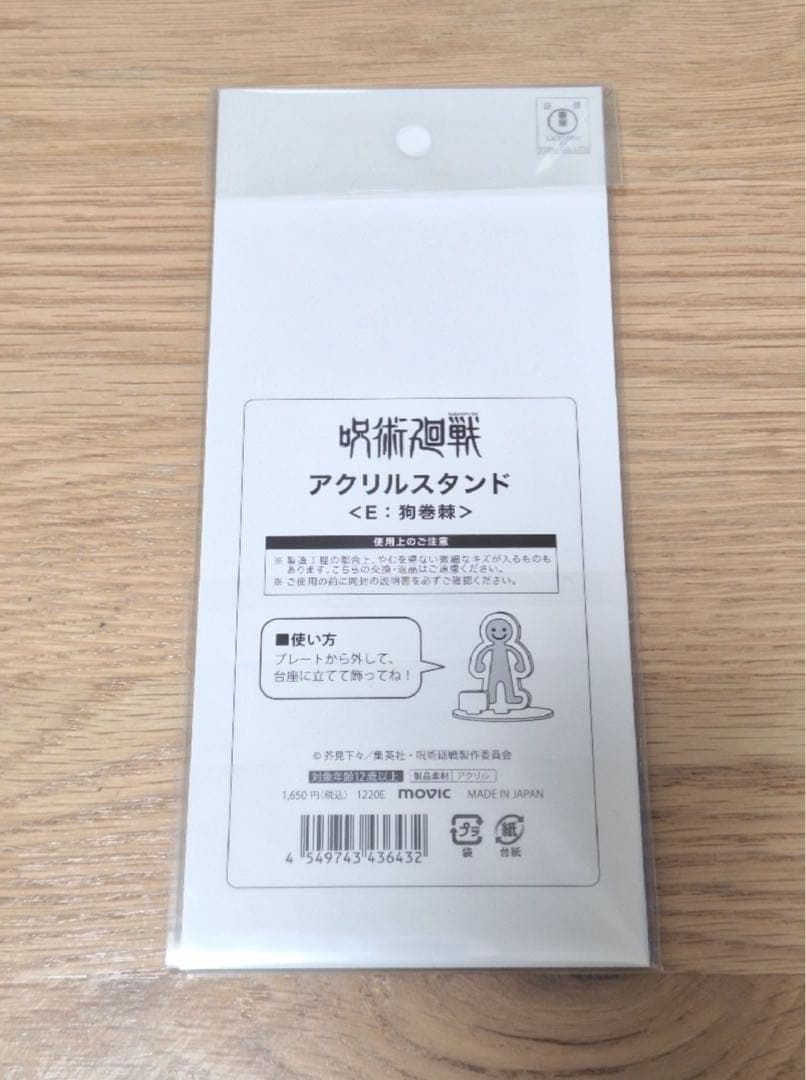 呪術廻戦
アクリルスタンド
＜E：狗巻棘＞
使用上のご注意
※ 製造工程の都合上、やむを得ない微細なキズが入るものも
あります。こちらの交換・返品はご遠慮ください。
※ ご使用の前に同封の説明書を必ずご確認ください。
■使い方
プレートから外して、
台座に立てて飾ってね！
© 芥見下々／集英社・呪術廻戦製作委員会
対象年齢12歳以上 製品素材 アクリル
1,650円(税込) 1220E movic MADE IN JAPAN
4 549743 436432
プラ 紙
袋 台紙